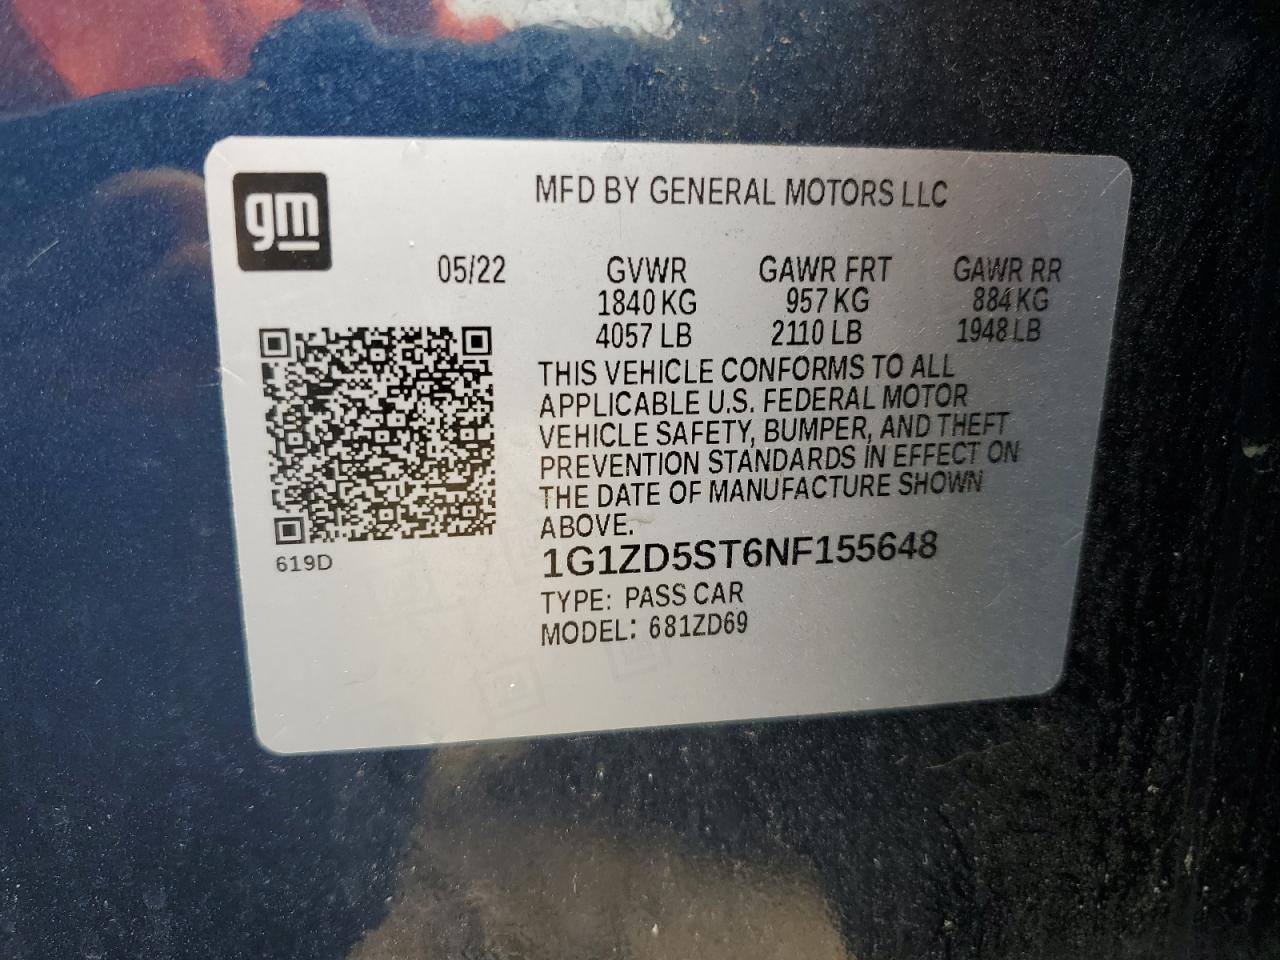 gm
MFD BY GENERAL MOTORS LLC
05/22 GVWR GAWR FRT GAWR RR
1840 KG 957 KG 884 KG
4057 LB 2110 LB 1948 LB
THIS VEHICLE CONFORMS TO ALL
APPLICABLE U.S. FEDERAL MOTOR
VEHICLE SAFETY, BUMPER, AND THEFT
PREVENTION STANDARDS IN EFFECT ON
THE DATE OF MANUFACTURE SHOWN
ABOVE.
619D
1G1ZD5ST6NF155648
TYPE: PASS CAR
MODEL: 681ZD69